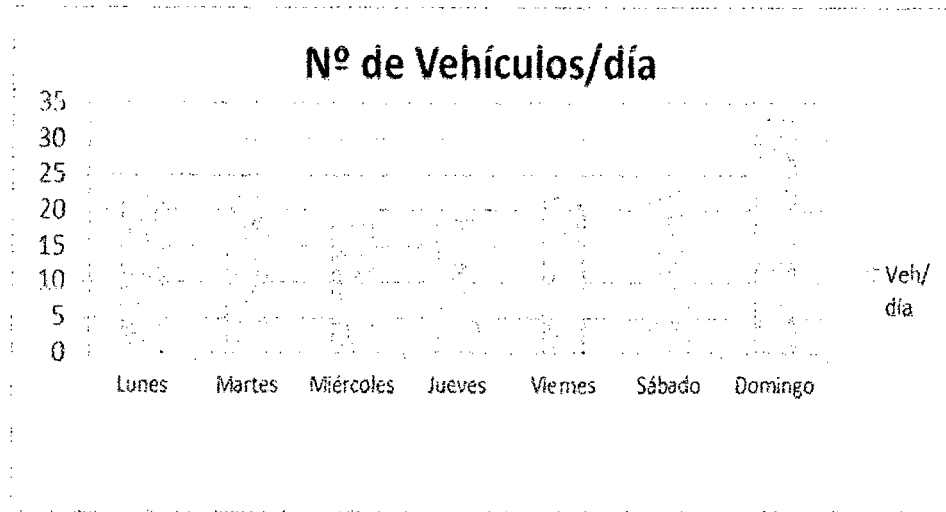 Nº de Vehículos/día
35
30
25
20
15
10
5
0
Lunes Martes Miércoles Jueves Viernes Sábado Domingo
Veh/
día